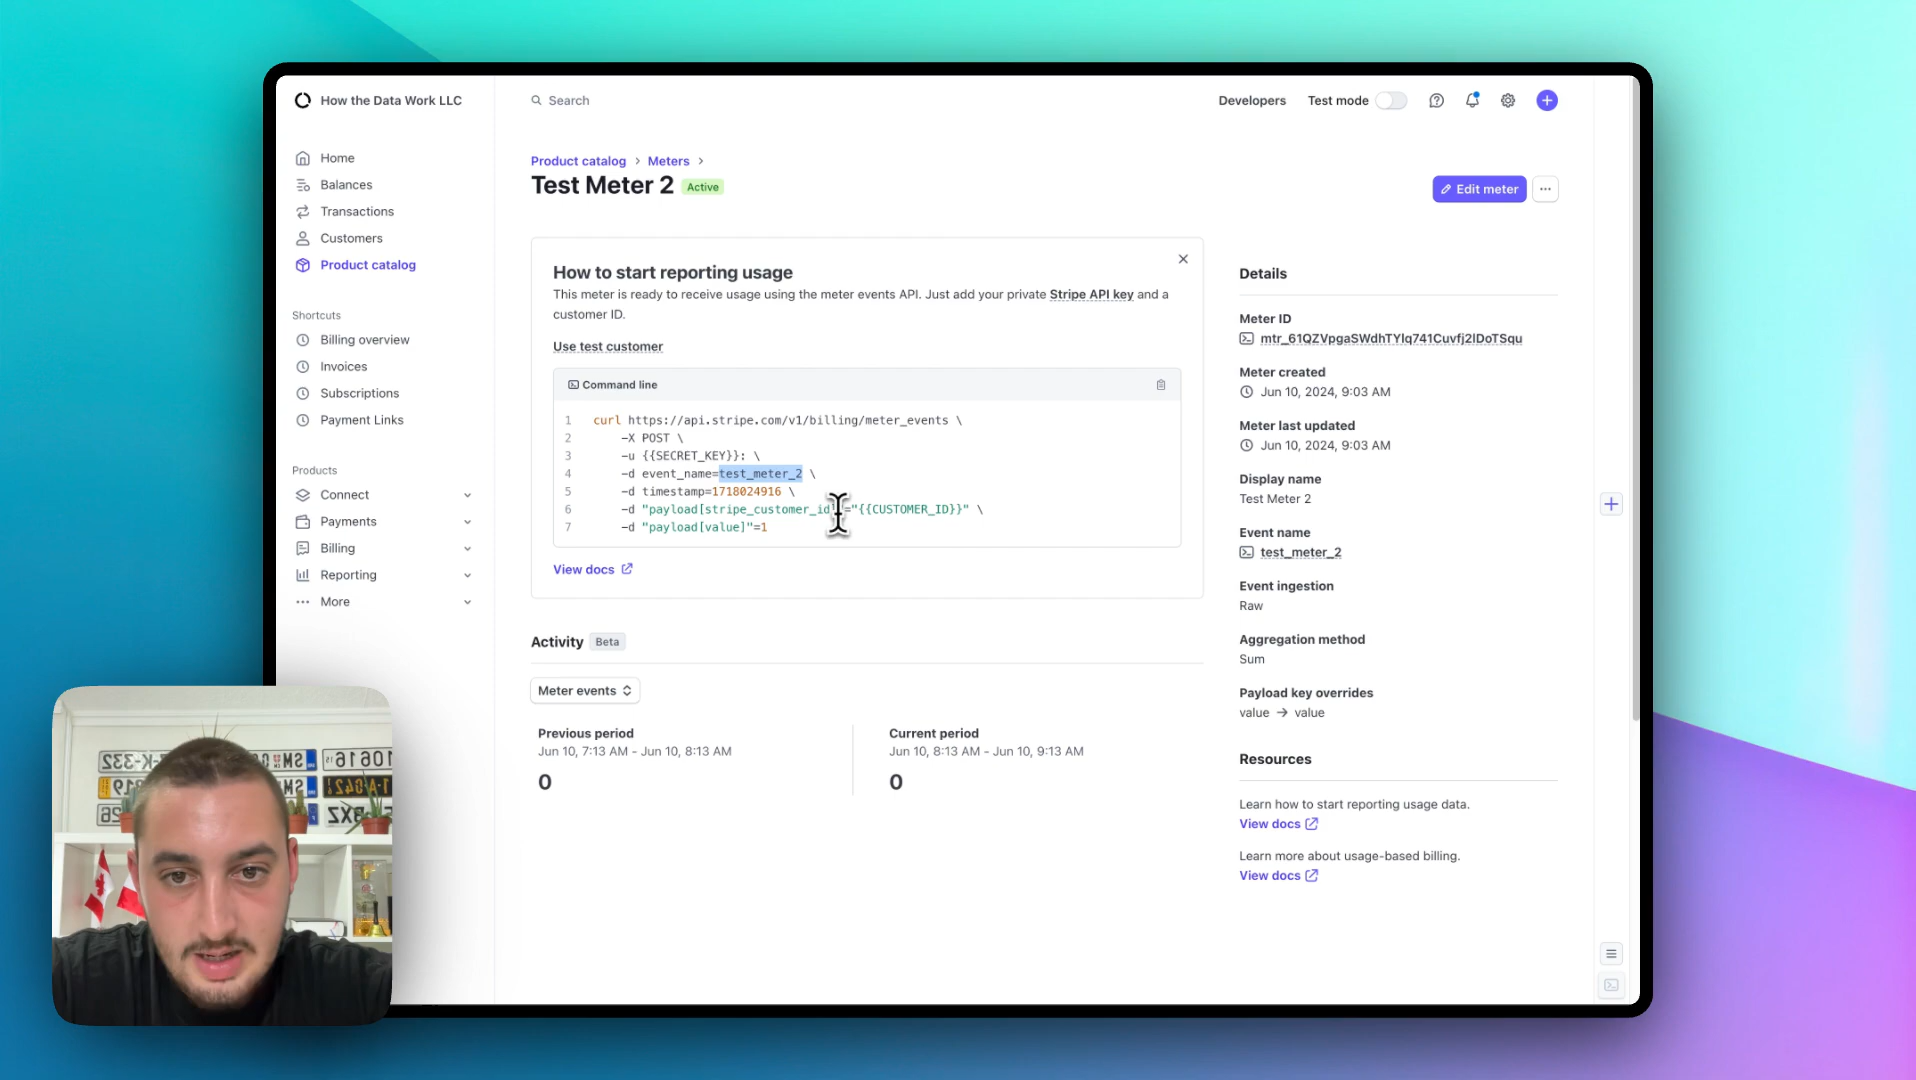 How the Data Work LLC
Search
Developers
Test mode
Home
Balances
Transactions
Customers
Product catalog
Shortcuts
Billing overview
Invoices
Subscriptions
Payment Links
Products
Connect
Payments
Billing
Reporting
More
Product catalog > Meters >
Test Meter 2 Active
Edit meter
How to start reporting usage
This meter is ready to receive usage using the meter events API. Just add your private Stripe API key and a
customer ID.
Use test customer
Command line
1 curl https://api.stripe.com/v1/billing/meter_events \
2 -X POST \
3 -u {{SECRET_KEY}}: \
4 -d event_name=test_meter_2 \
5 -d timestamp=1718024916 \
6 -d "payload[stripe_customer_id]"="{{CUSTOMER_ID}}" \
7 -d "payload[value]"=1
View docs
Activity Beta
Meter events
Previous period
Jun 10, 7:13 AM - Jun 10, 8:13 AM
0
Current period
Jun 10, 8:13 AM - Jun 10, 9:13 AM
0
Details
Meter ID
mtr_61QZVpgaSWdhTYlq741Cuvfj2IDoTSqu
Meter created
Jun 10, 2024, 9:03 AM
Meter last updated
Jun 10, 2024, 9:03 AM
Display name
Test Meter 2
Event name
test_meter_2
Event ingestion
Raw
Aggregation method
Sum
Payload key overrides
value → value
Resources
Learn how to start reporting usage data.
View docs
Learn more about usage-based billing.
View docs